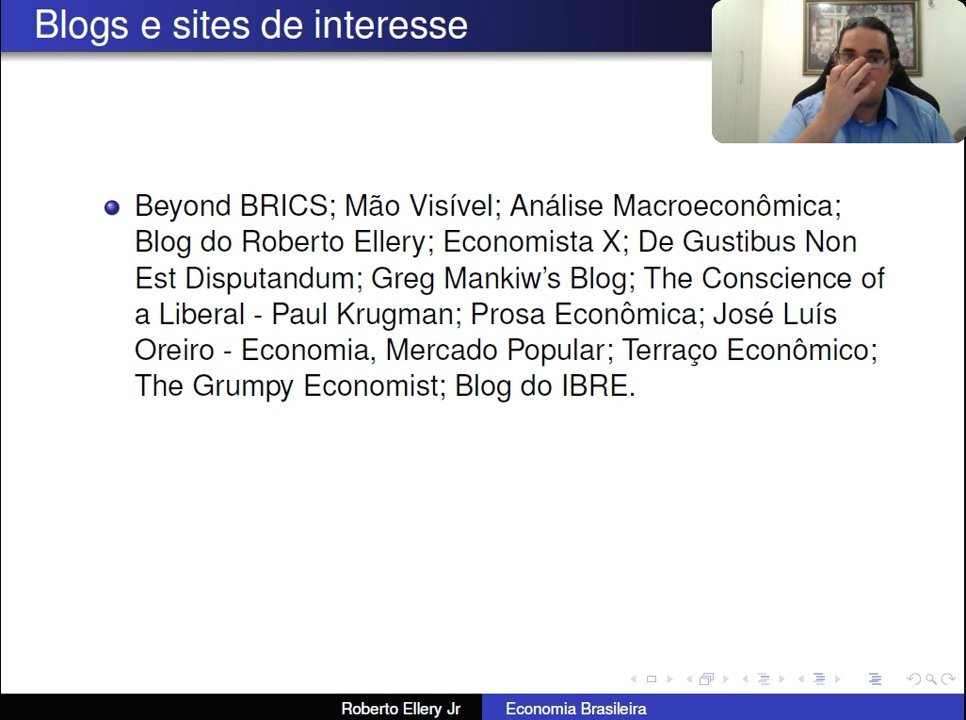 Blogs e sites de interesse
Beyond BRICS; Mão Visível; Análise Macroeconômica;
Blog do Roberto Ellery; Economista X; De Gustibus Non
Est Disputandum; Greg Mankiw's Blog; The Conscience of
a Liberal - Paul Krugman; Prosa Econômica; José Luís
Oreiro - Economia, Mercado Popular; Terraço Econômico;
The Grumpy Economist; Blog do IBRE.
Roberto Ellery Jr Economia Brasileira